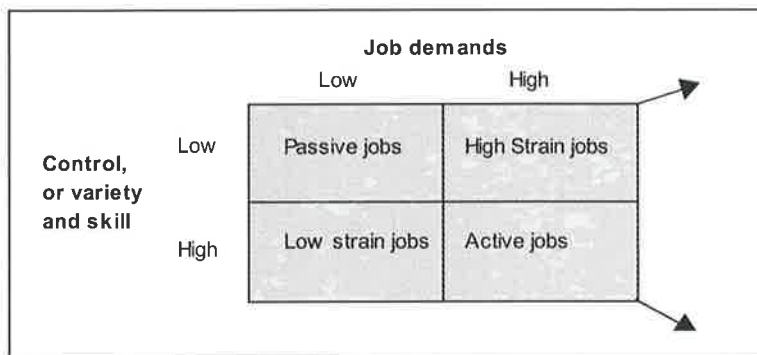 Job demands
Low High
Control,
or variety
and skill
Low Passive jobs High Strain jobs
High Low strain jobs Active jobs